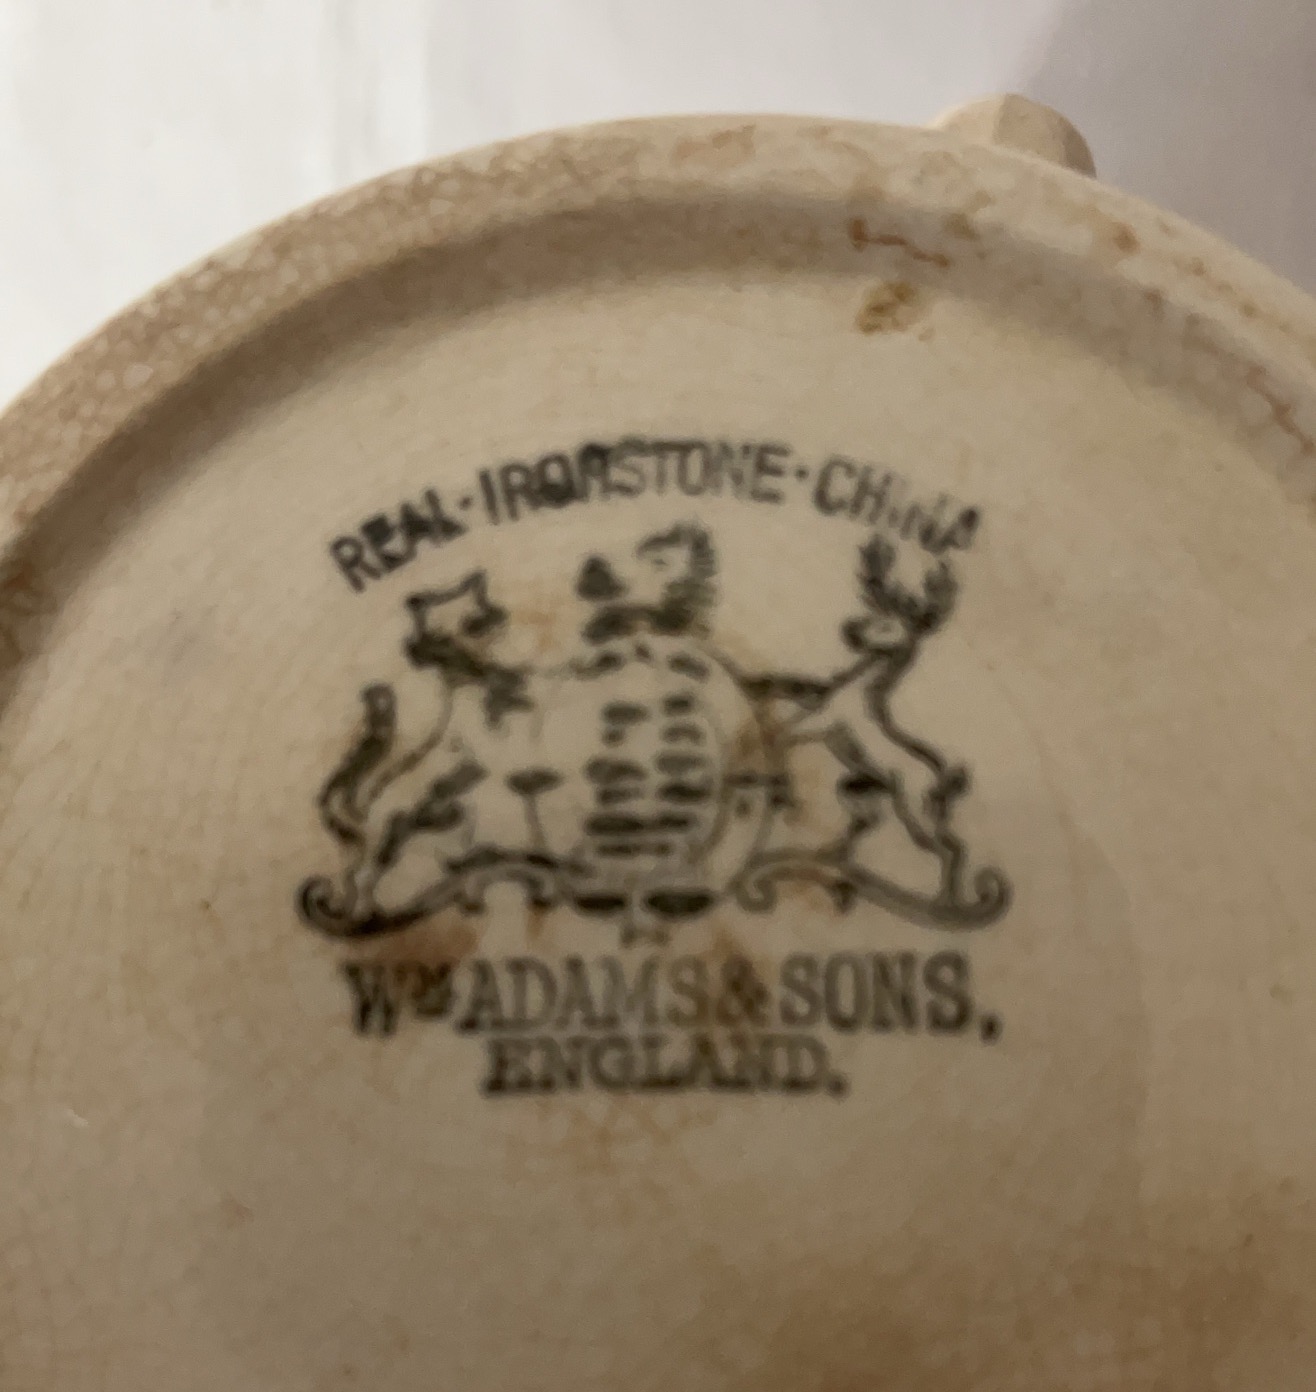 REAL·IRONSTONE·CHINA
Wᵐ ADAMS & SONS,
ENGLAND.